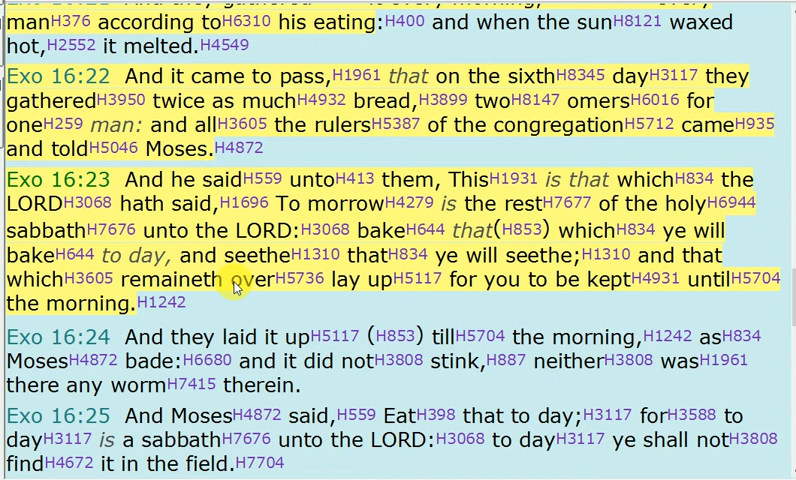 manH376 according toH6310 his eating:H400 and when the sunH8121 waxed
hot,H2552 it melted.H4549
Exo 16:22 And it came to pass,H1961 that on the sixthH8345 dayH3117 they
gatheredH3950 twice as muchH4932 bread,H3899 twoH8147 omersH6016 for
oneH259 man: and allH3605 the rulersH5387 of the congregationH5712 cameH935
and toldH5046 Moses.H4872
Exo 16:23 And he saidH559 untoH413 them, ThisH1931 is that whichH834 the
LORDH3068 hath said,H1696 To morrowH4279 is the restH7677 of the holyH6944
sabbathH7676 unto the LORD:H3068 bakeH644 that(H853) whichH834 ye will
bakeH644 to day, and seetheH1310 thatH834 ye will seethe;H1310 and that
whichH3605 remaineth overH5736 lay upH5117 for you to be keptH4931 untilH5704
the morning.H1242
Exo 16:24 And they laid it upH5117 (H853) tillH5704 the morning,H1242 asH834
MosesH4872 bade:H6680 and it did notH3808 stink,H887 neitherH3808 wasH1961
there any wormH7415 therein.
Exo 16:25 And MosesH4872 said,H559 EatH398 that to day;H3117 forH3588 to
dayH3117 is a sabbathH7676 unto the LORD:H3068 to dayH3117 ye shall notH3808
findH4672 it in the field.H7704